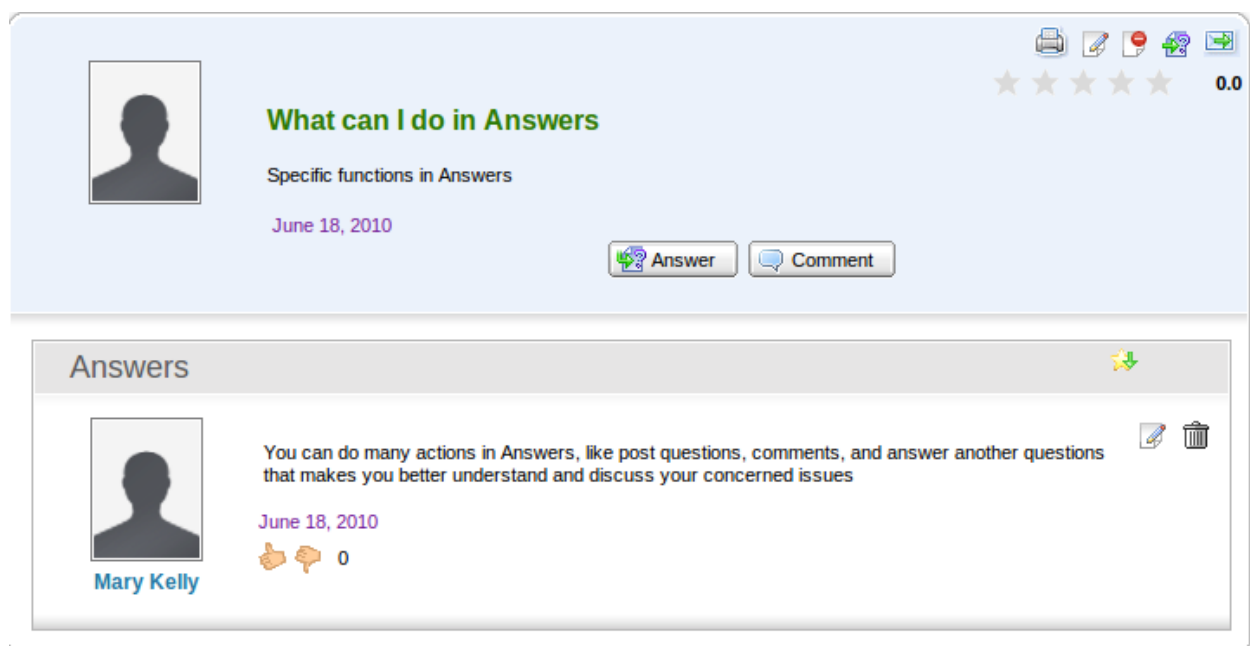 0.0
What can I do in Answers
Specific functions in Answers
June 18, 2010
Answer
Comment
Answers
You can do many actions in Answers, like post questions, comments, and answer another questions
that makes you better understand and discuss your concerned issues
June 18, 2010
0
Mary Kelly